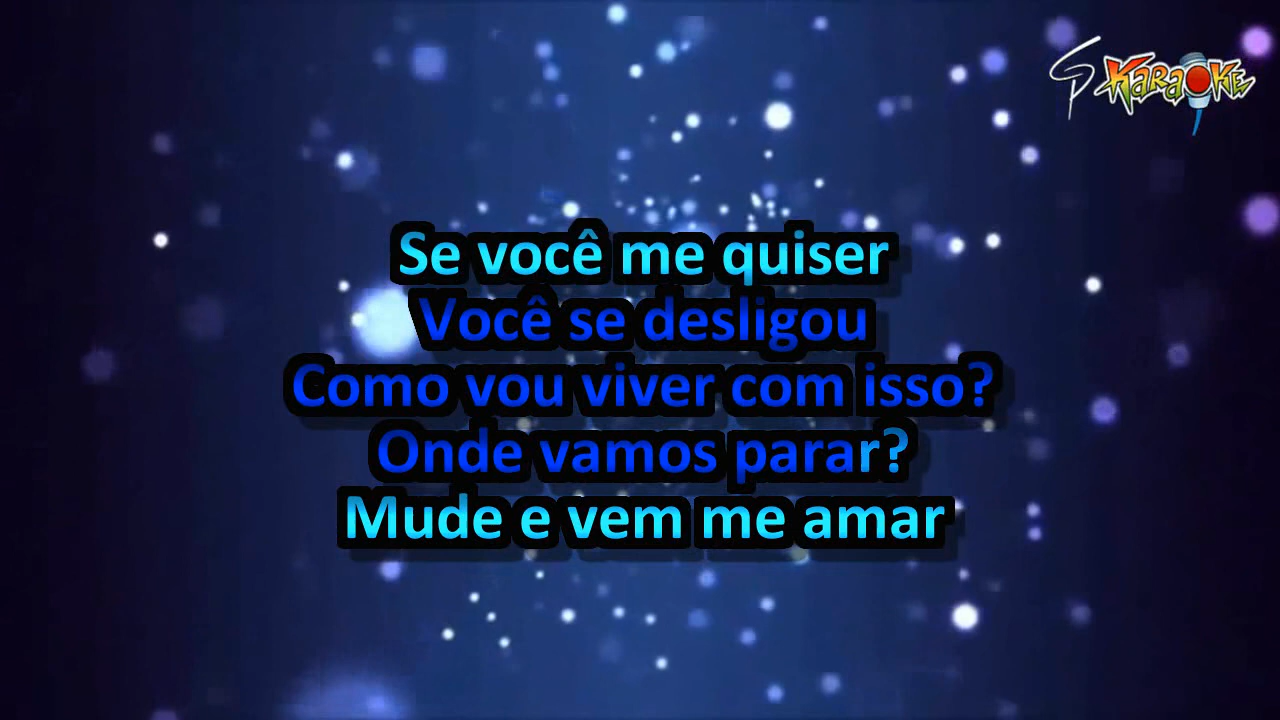 SP KARAOKE
Se você me quiser
Você se desligou
Como vou viver com isso?
Onde vamos parar?
Mude e vem me amar